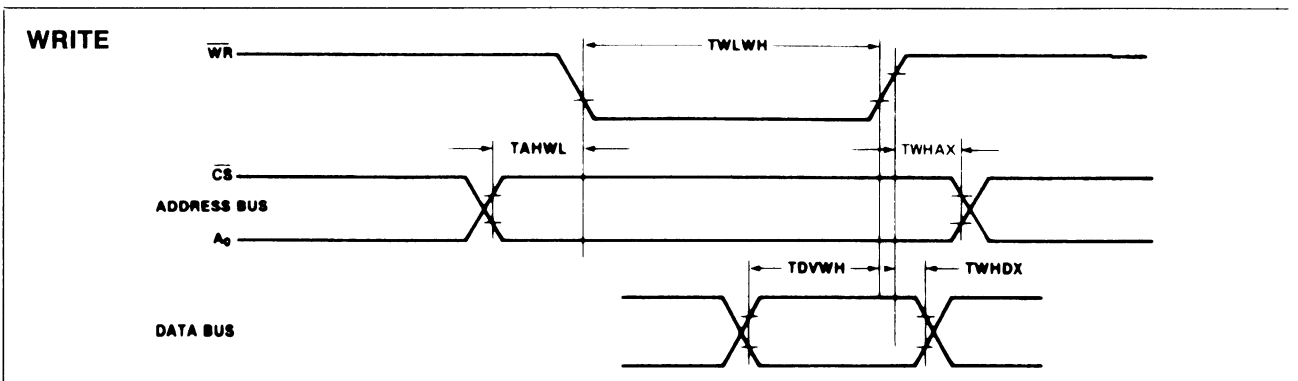 WRITE
WR
TWLWH
TAHWL
TWHAX
CS
ADDRESS BUS
A₀
TDVWH
TWHDX
DATA BUS